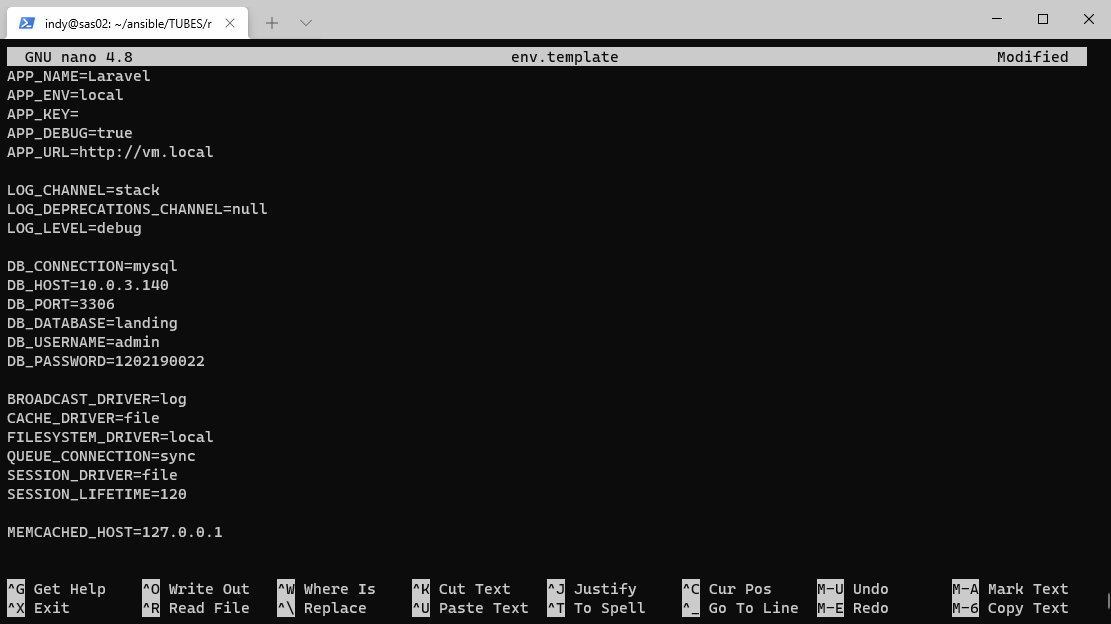 indy@sas02: ~/ansible/TUBES/r
GNU nano 4.8 env.template Modified
APP_NAME=Laravel
APP_ENV=local
APP_KEY=
APP_DEBUG=true
APP_URL=http://vm.local
LOG_CHANNEL=stack
LOG_DEPRECATIONS_CHANNEL=null
LOG_LEVEL=debug
DB_CONNECTION=mysql
DB_HOST=10.0.3.140
DB_PORT=3306
DB_DATABASE=landing
DB_USERNAME=admin
DB_PASSWORD=1202190022
BROADCAST_DRIVER=log
CACHE_DRIVER=file
FILESYSTEM_DRIVER=local
QUEUE_CONNECTION=sync
SESSION_DRIVER=file
SESSION_LIFETIME=120
MEMCACHED_HOST=127.0.0.1
^G Get Help ^O Write Out ^W Where Is ^K Cut Text ^J Justify ^C Cur Pos M-U Undo M-A Mark Text
^X Exit ^R Read File ^\ Replace ^U Paste Text ^T To Spell ^_ Go To Line M-E Redo M-6 Copy Text